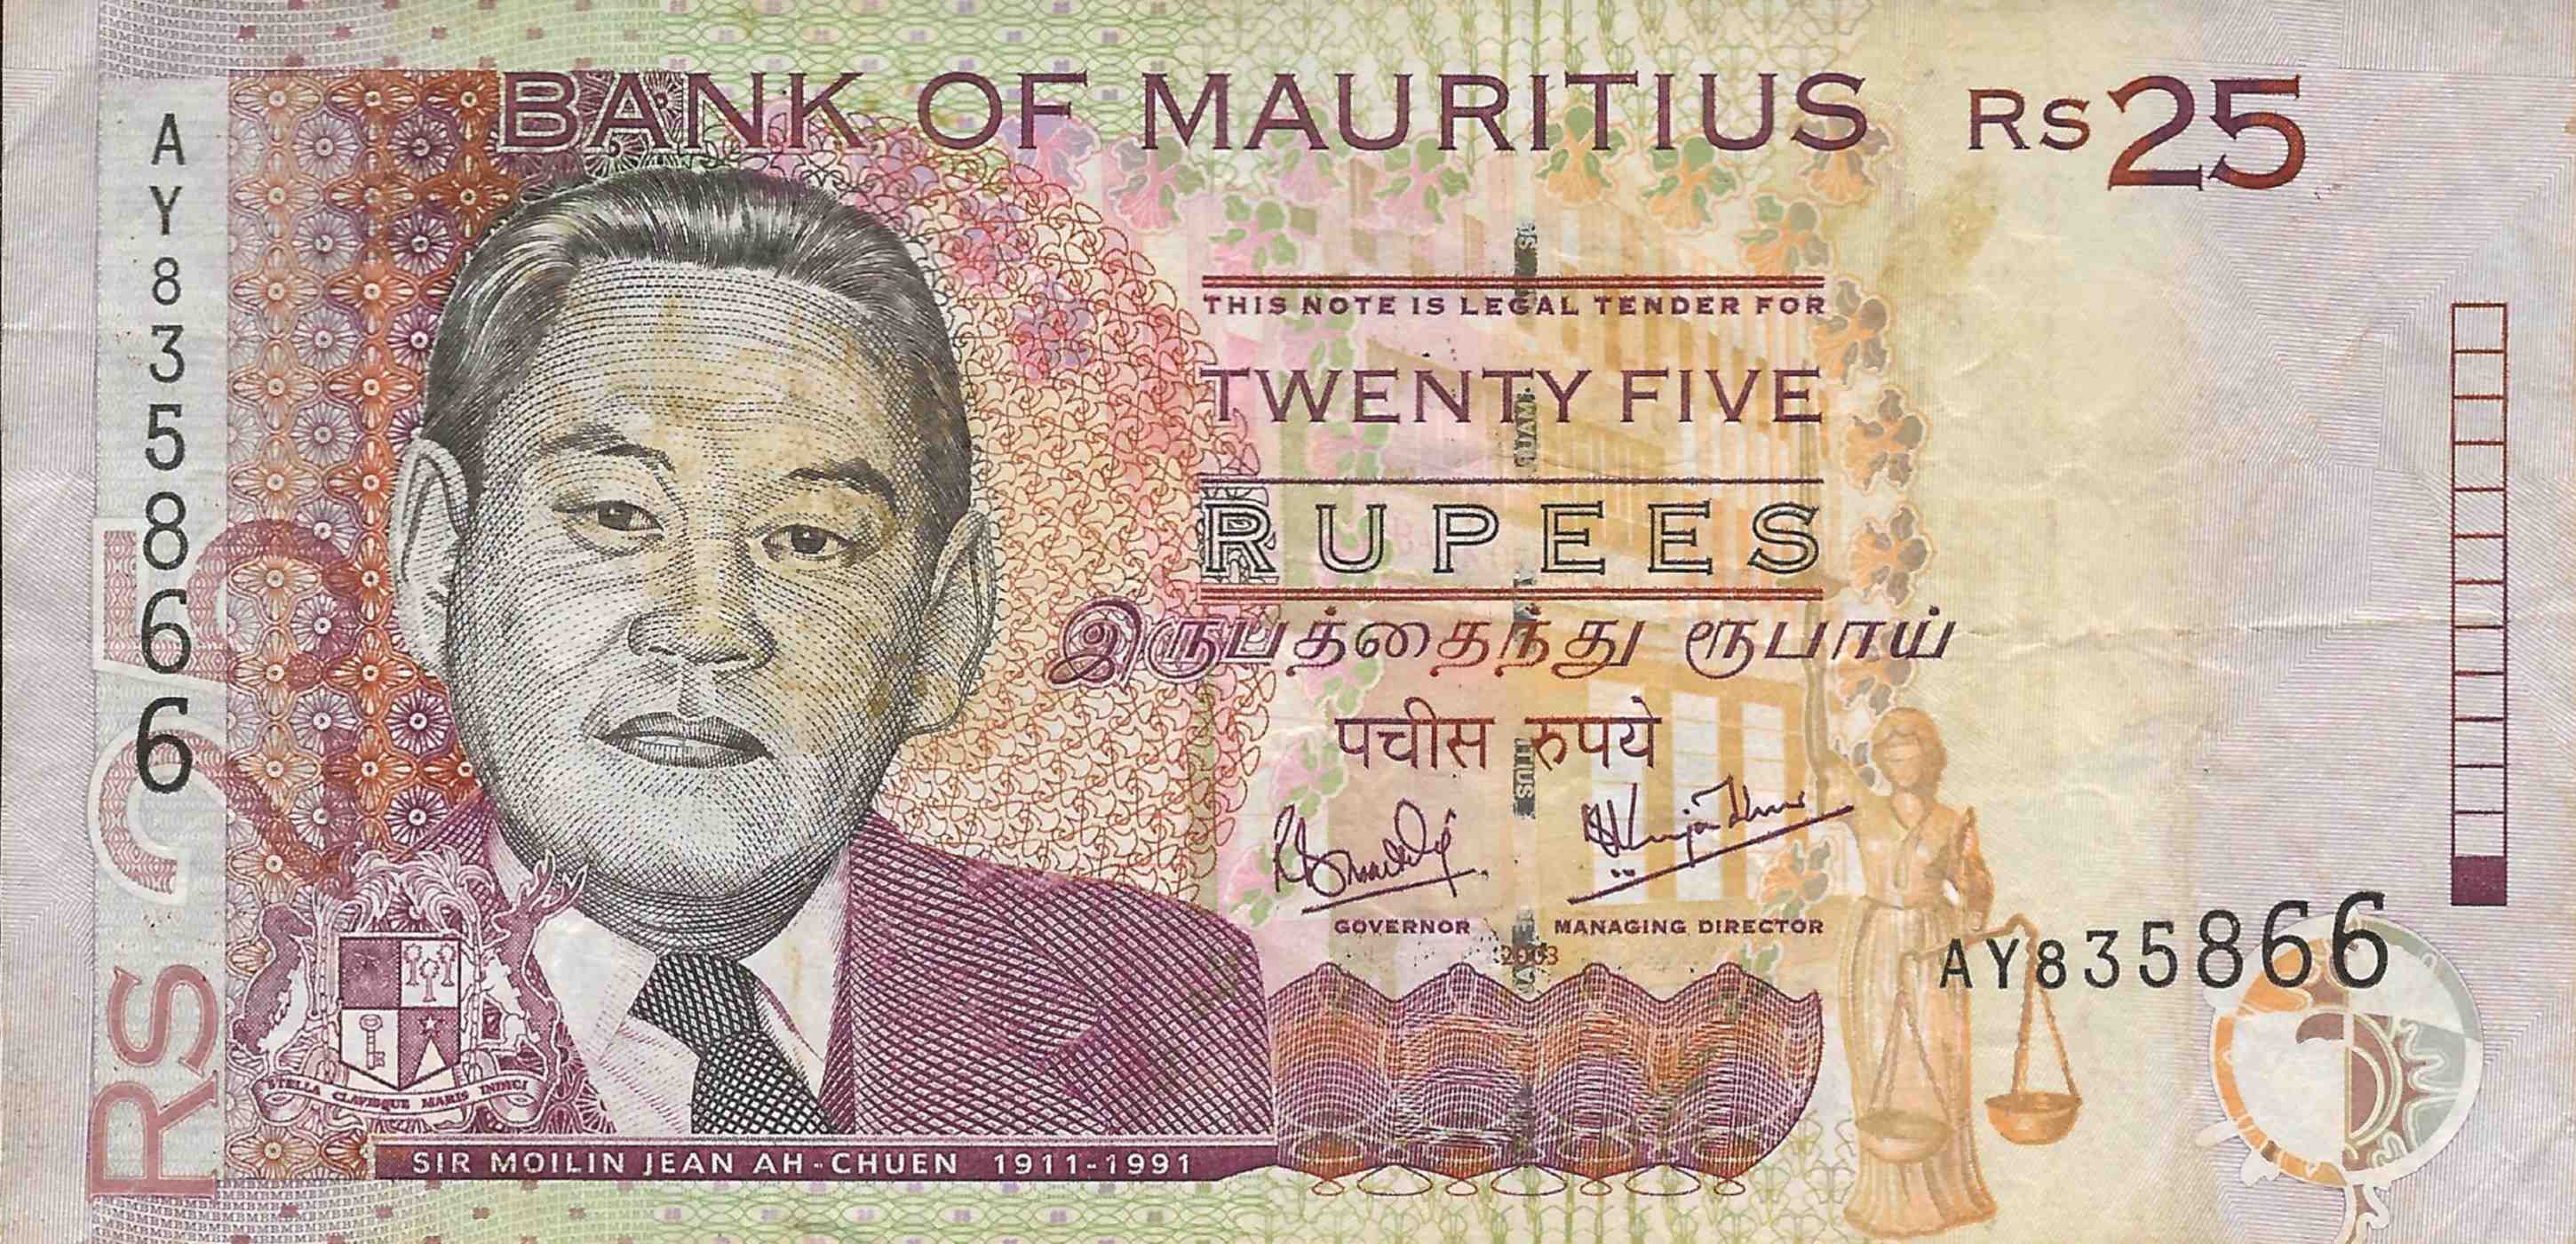 BANK OF MAURITIUS
Rs 25
AY835866
THIS NOTE IS LEGAL TENDER FOR
TWENTY FIVE
RUPEES
இருபத்தைந்து ரூபாய்
पचीस रुपये
GOVERNOR MANAGING DIRECTOR
2003
AY835866
Rs 25
STELLA CLAVISQUE MARIS INDICI
SIR MOILIN JEAN AH-CHUEN 1911-1991